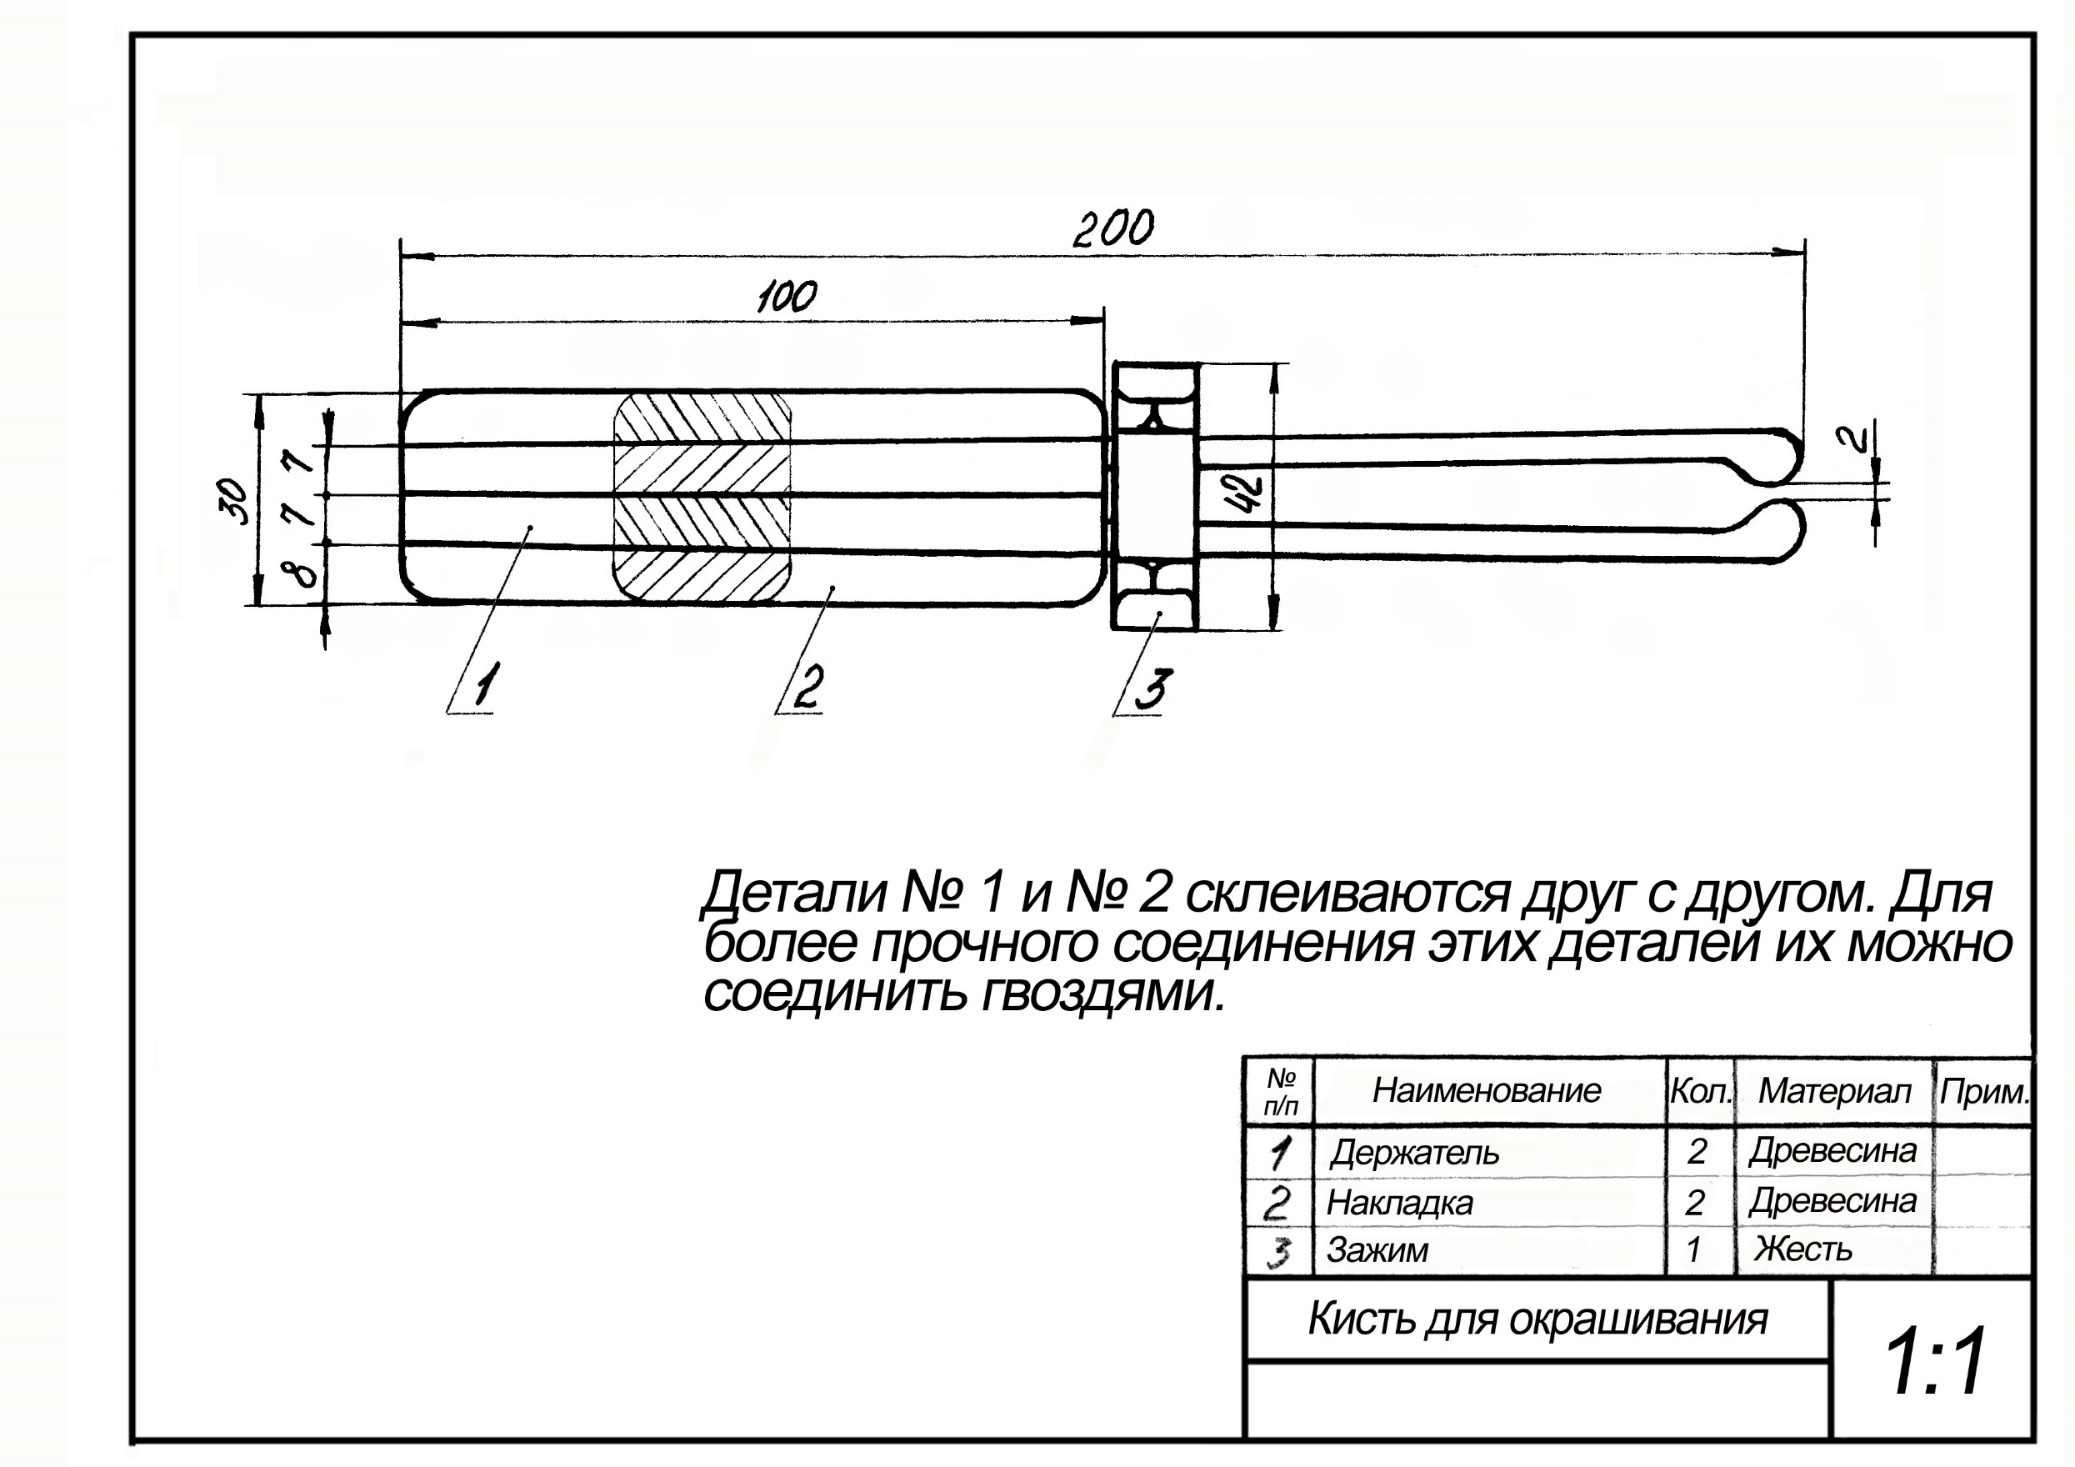 200
100
2
7
7
8
30
42
1
2
3
Детали № 1 и № 2 склеиваются друг с другом. Для
более прочного соединения этих деталей их можно
соединить гвоздями.
№ п/п Наименование Кол. Материал Прим.
1 Держатель 2 Древесина
2 Накладка 2 Древесина
3 Зажим 1 Жесть
Кисть для окрашивания
1:1